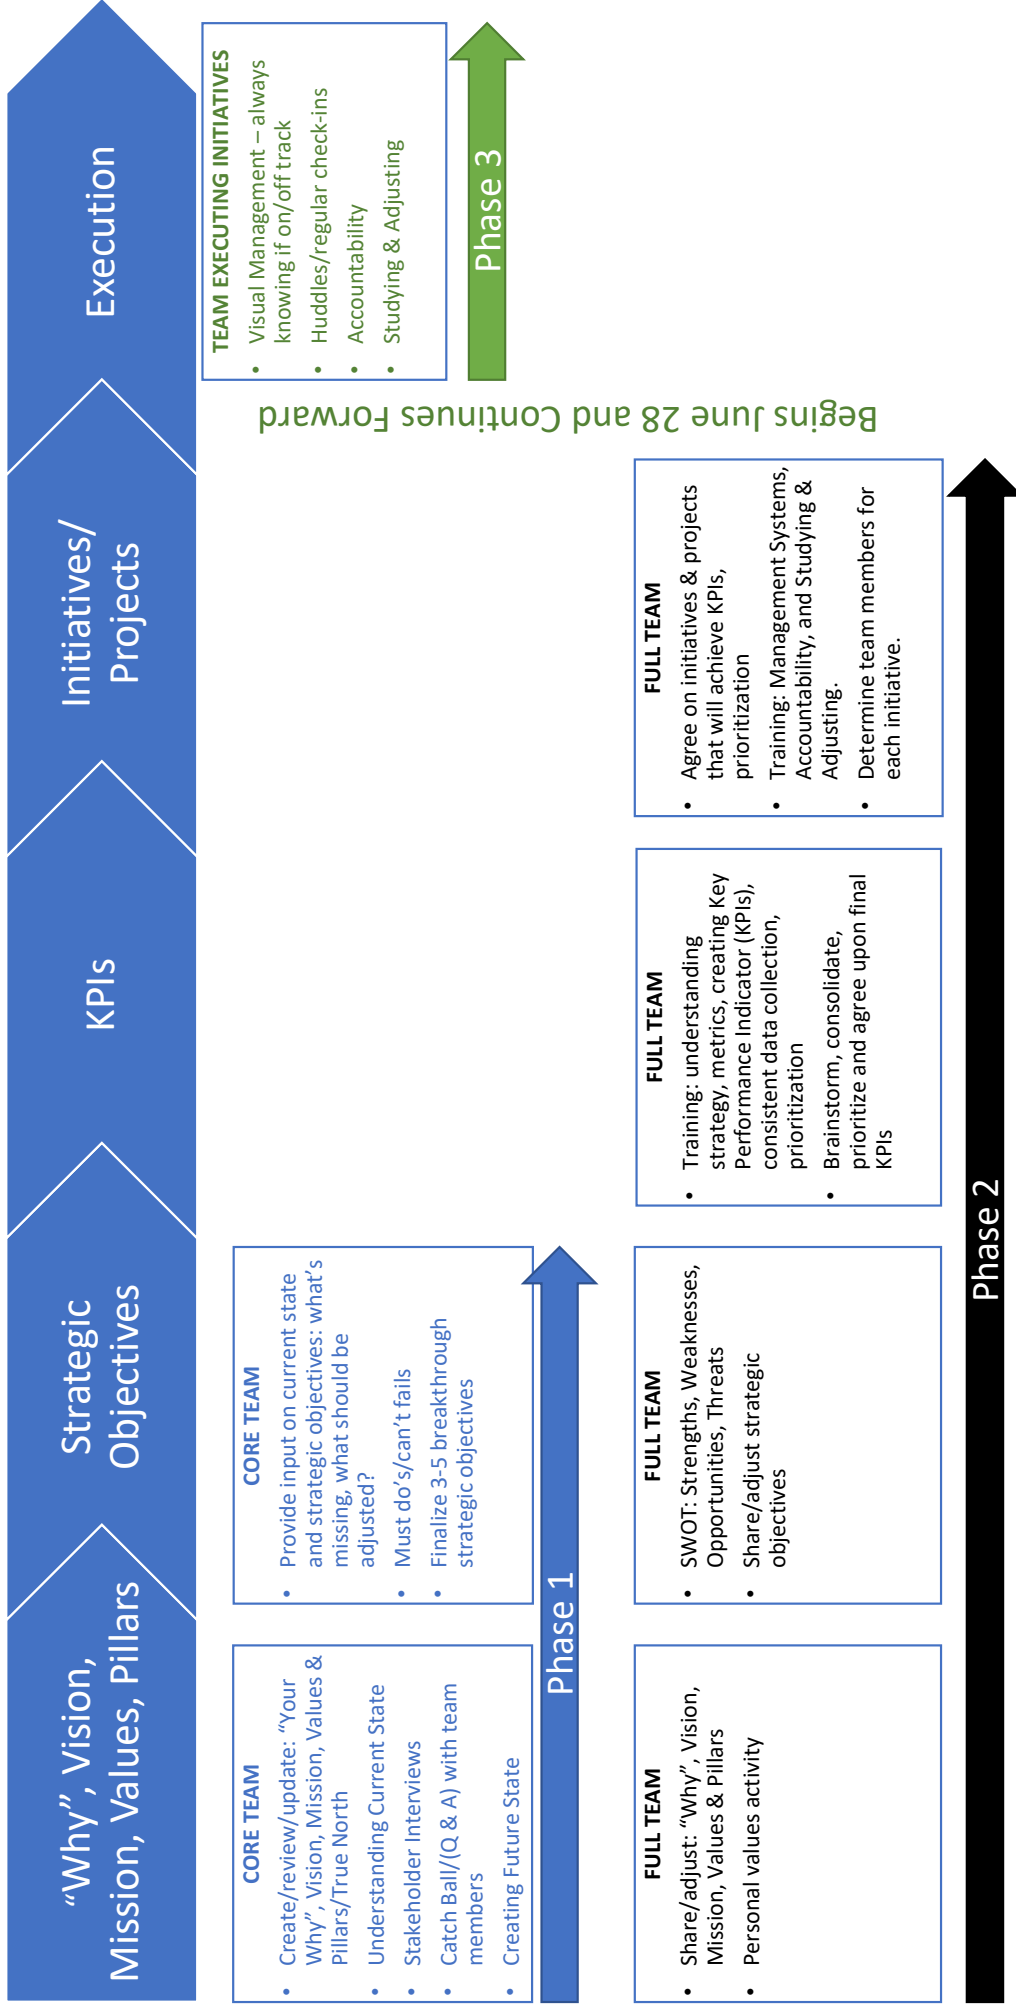 “Why”, Vision,
Mission, Values, Pillars
Strategic
Objectives
KPIs
Initiatives/
Projects
Execution
CORE TEAM
• Create/review/update: “Your
Why”, Vision, Mission, Values &
Pillars/True North
• Understanding Current State
• Stakeholder Interviews
• Catch Ball/(Q & A) with team
members
• Creating Future State
CORE TEAM
• Provide input on current state
and strategic objectives: what’s
missing, what should be
adjusted?
• Must do’s/can’t fails
• Finalize 3-5 breakthrough
strategic objectives
Phase 1
TEAM EXECUTING INITIATIVES
• Visual Management – always
knowing if on/off track
• Huddles/regular check-ins
• Accountability
• Studying & Adjusting
Phase 3
Begins June 28 and Continues Forward
FULL TEAM
• Share/adjust: “Why”, Vision,
Mission, Values & Pillars
• Personal values activity
FULL TEAM
• SWOT: Strengths, Weaknesses,
Opportunities, Threats
• Share/adjust strategic
objectives
FULL TEAM
• Training: understanding
strategy, metrics, creating Key
Performance Indicator (KPIs),
consistent data collection,
prioritization
• Brainstorm, consolidate,
prioritize and agree upon final
KPIs
FULL TEAM
• Agree on initiatives & projects
that will achieve KPIs,
prioritization
• Training: Management Systems,
Accountability, and Studying &
Adjusting.
• Determine team members for
each initiative.
Phase 2